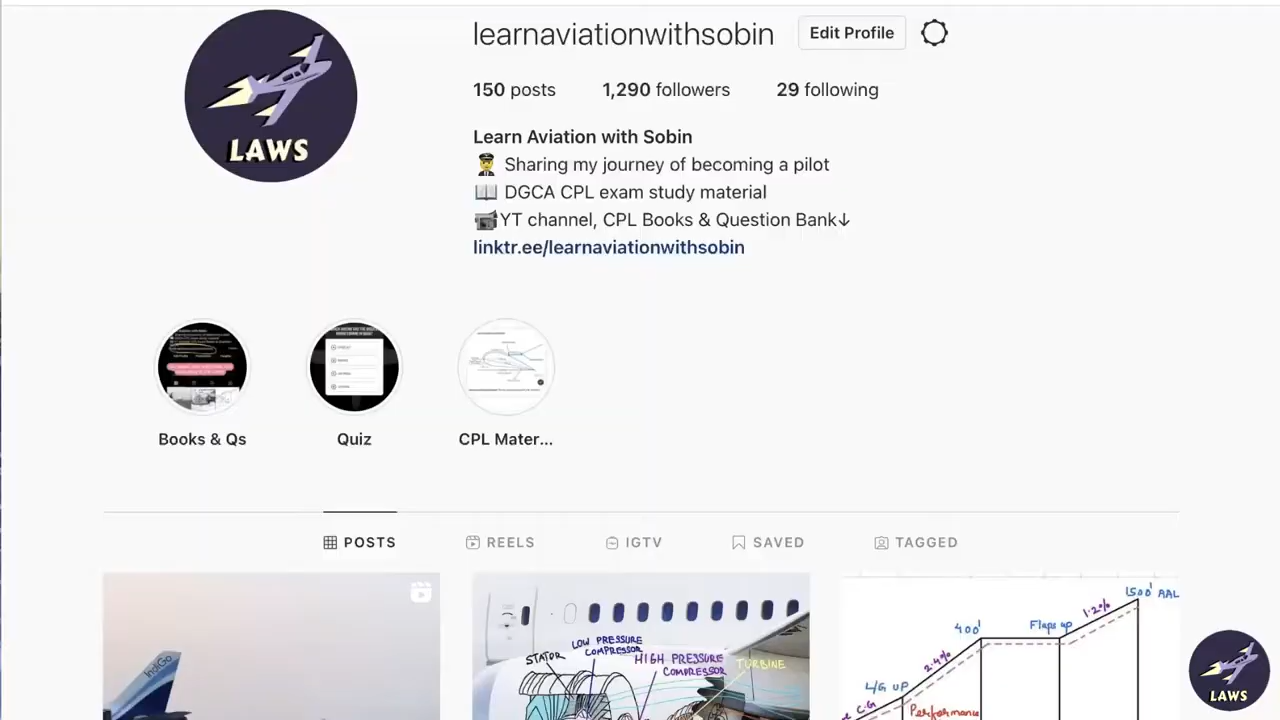 learnaviationwithsobin
Edit Profile
150 posts
1,290 followers
29 following
Learn Aviation with Sobin
Sharing my journey of becoming a pilot
DGCA CPL exam study material
YT channel, CPL Books & Question Bank↓
linktr.ee/learnaviationwithsobin
LAWS
Books & Qs
Quiz
CPL Mater...
POSTS
REELS
IGTV
SAVED
TAGGED
IndiGo
STATOR
LOW PRESSURE
COMPRESSOR
HIGH PRESSURE
COMPRESSOR
TURBINE
1500' AAL
1.2%
400'
Flaps up
2.4%
L/G UP
Performance
LAWS